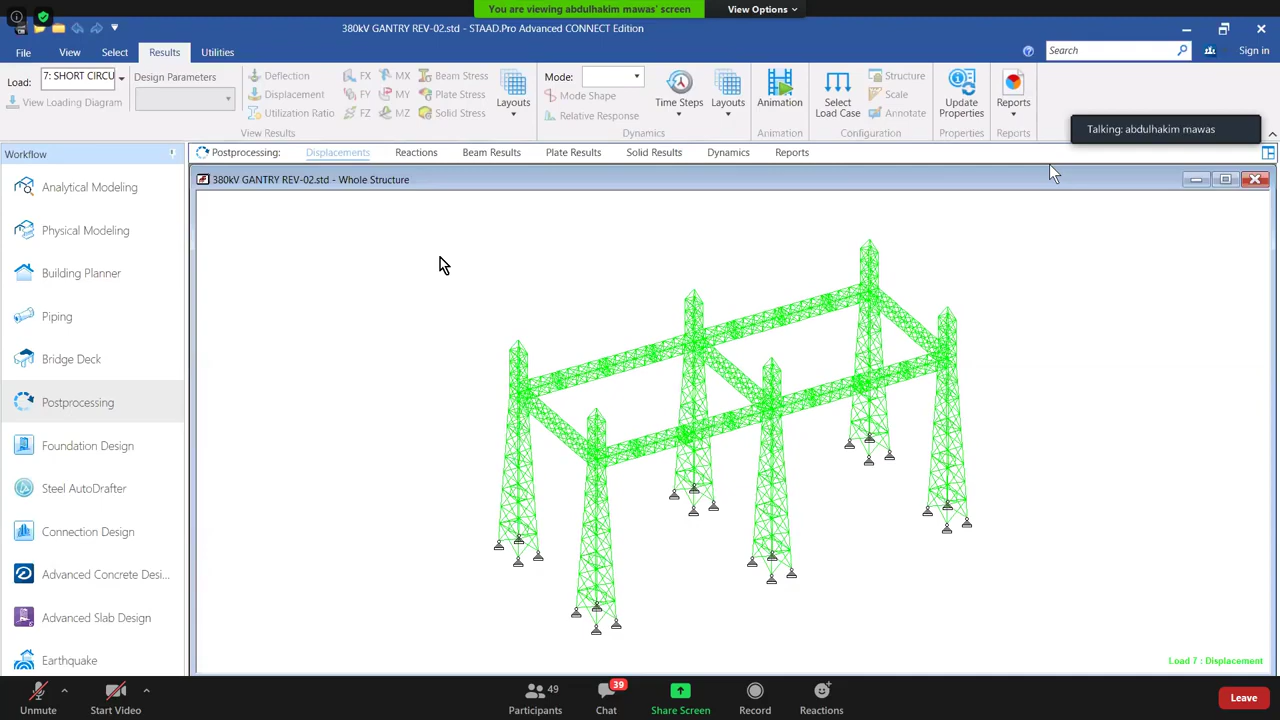 You are viewing abdulhakim mawas' screen
View Options
380kV GANTRY REV-02.std - STAAD.Pro Advanced CONNECT Edition
File
View
Select
Results
Utilities
Search
Sign in
Load:
7: SHORT CIRCU
Design Parameters
View Loading Diagram
Deflection
Displacement
Utilization Ratio
FX
FY
FZ
MX
MY
MZ
Beam Stress
Plate Stress
Solid Stress
Layouts
View Results
Mode:
Mode Shape
Relative Response
Time Steps
Layouts
Dynamics
Animation
Animation
Select
Load Case
Structure
Scale
Annotate
Configuration
Update
Properties
Properties
Reports
Reports
Talking: abdulhakim mawas
Workflow
Postprocessing:
Displacements
Reactions
Beam Results
Plate Results
Solid Results
Dynamics
Reports
380kV GANTRY REV-02.std - Whole Structure
Analytical Modeling
Physical Modeling
Building Planner
Piping
Bridge Deck
Postprocessing
Foundation Design
Steel AutoDrafter
Connection Design
Advanced Concrete Desi...
Advanced Slab Design
Earthquake
Load 7 : Displacement
Unmute
Start Video
49
Participants
39
Chat
Share Screen
Record
Reactions
Leave